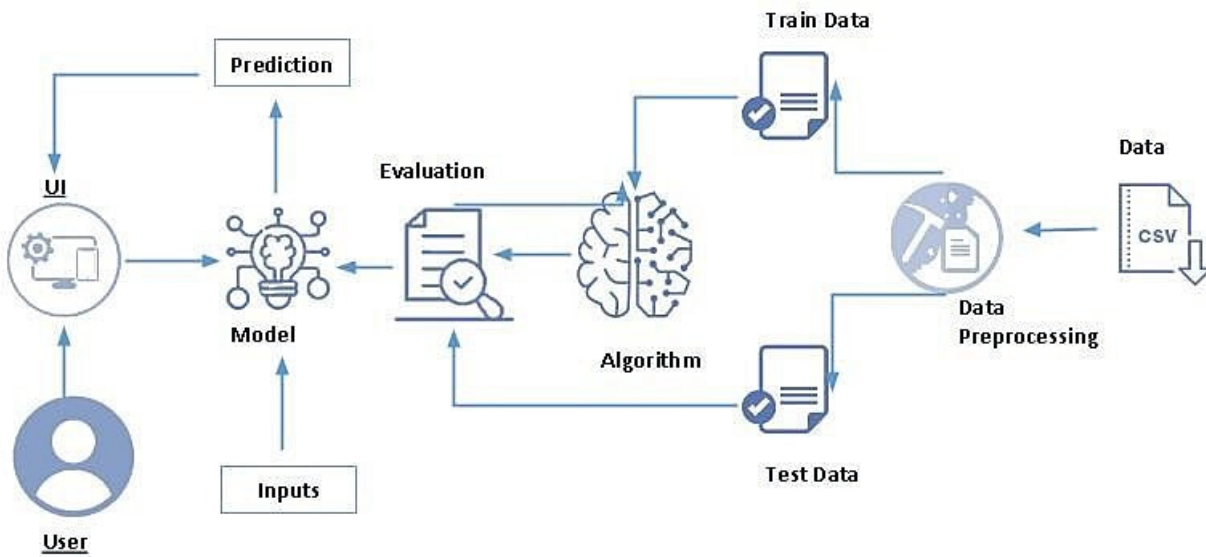 Train Data
Prediction
Data
Evaluation
UI
CSV
Data
Preprocessing
Model
Algorithm
Test Data
Inputs
User